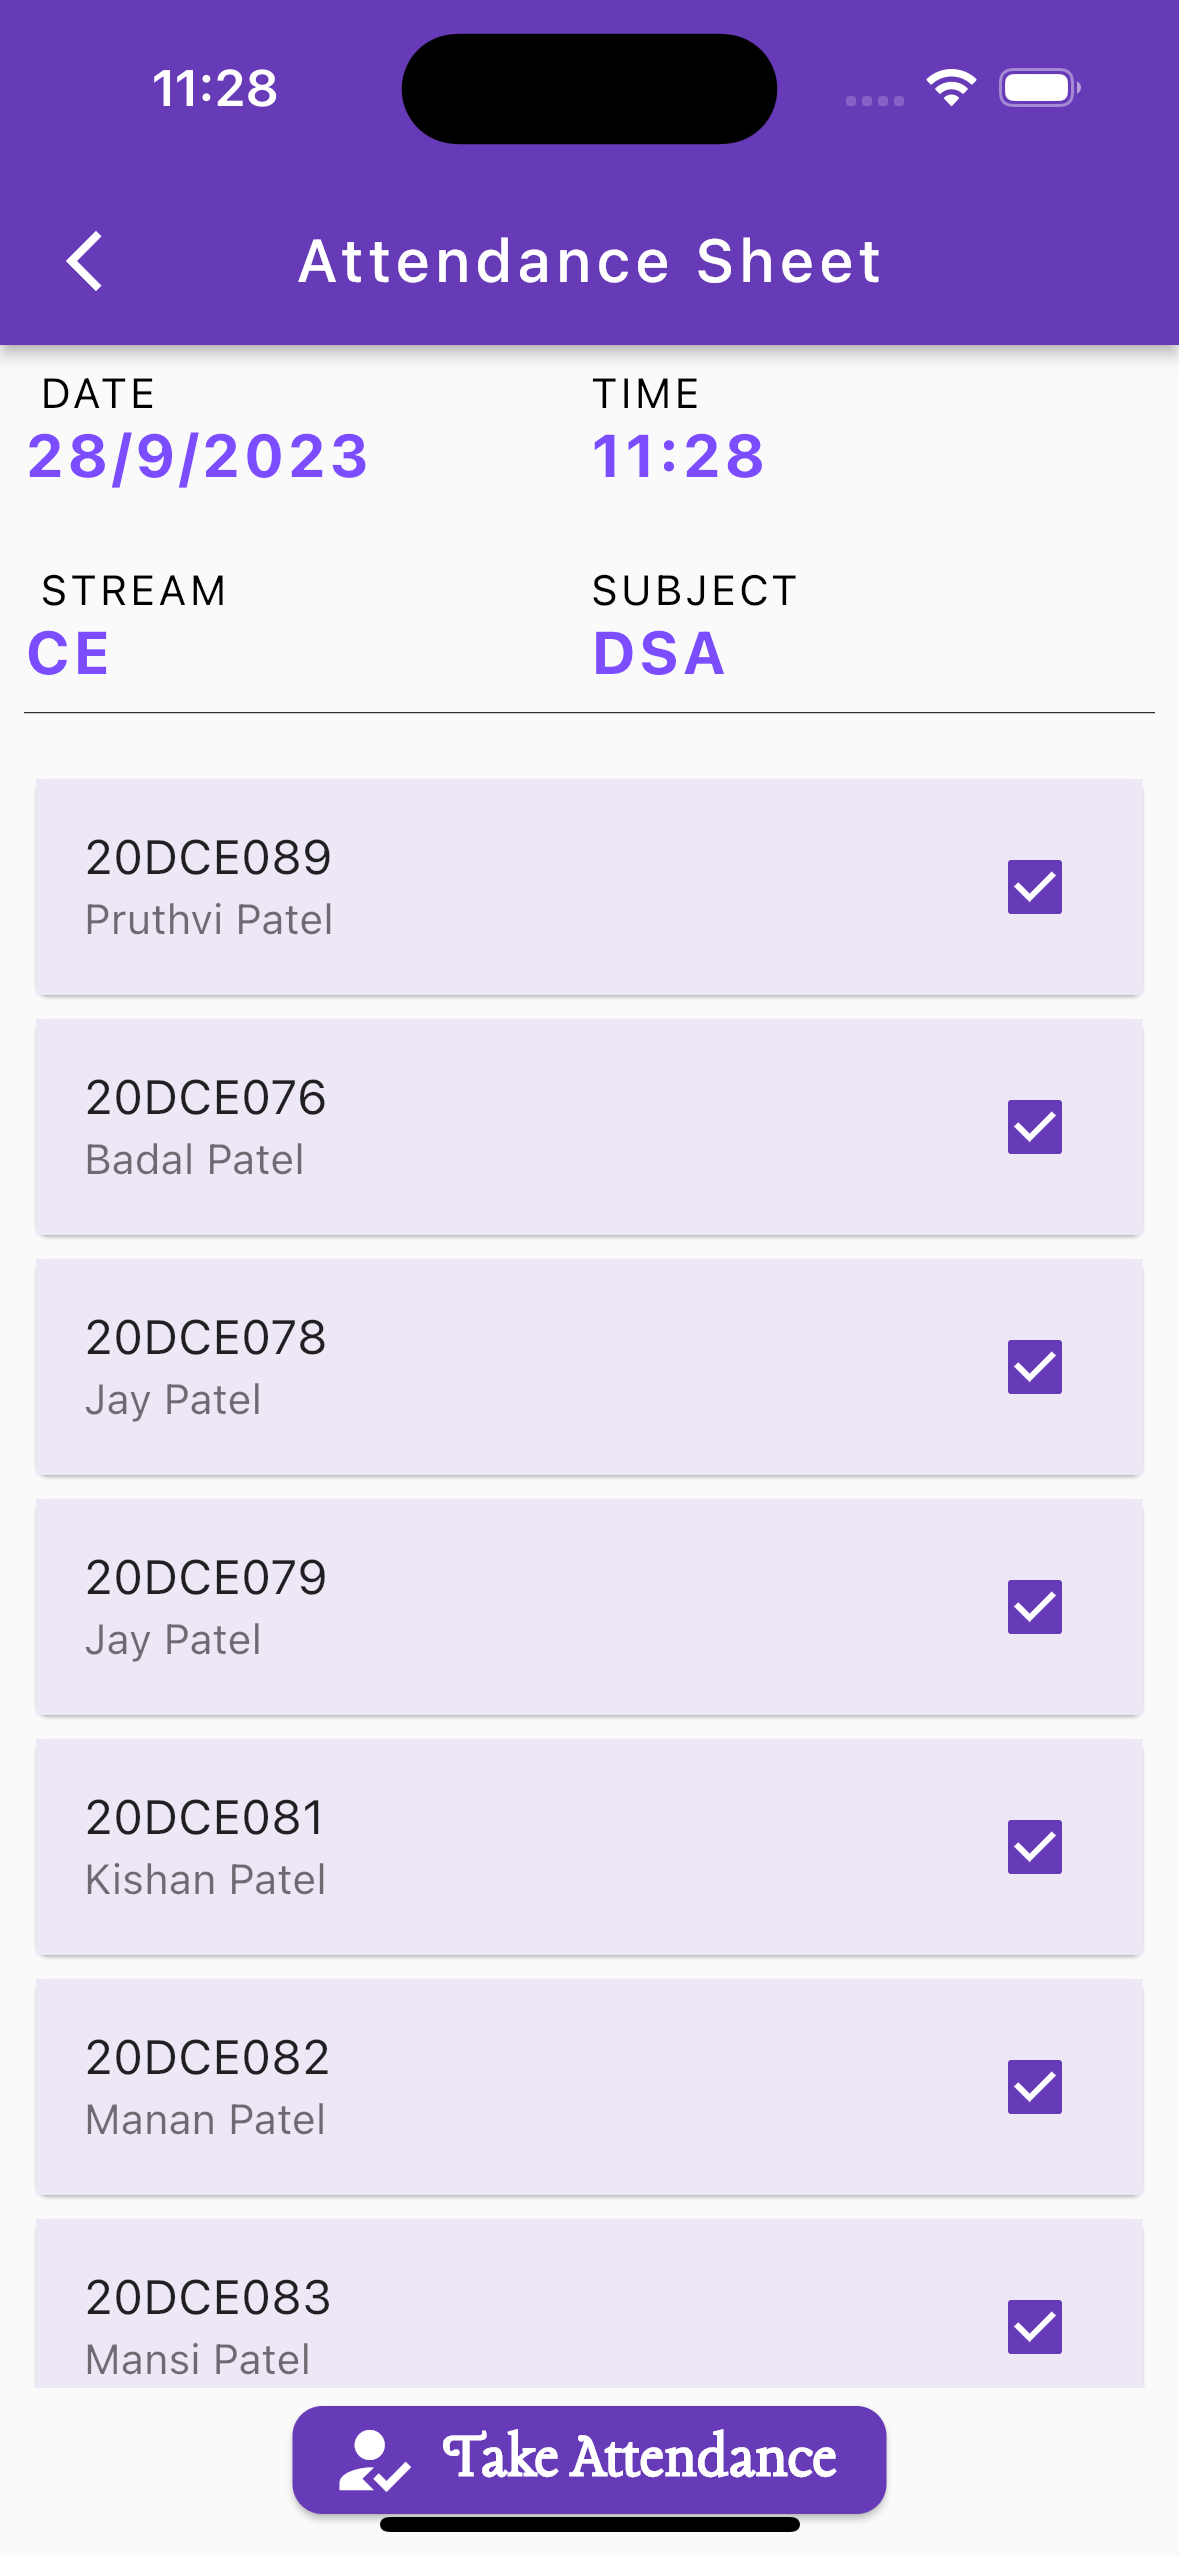 11:28
Attendance Sheet
DATE
TIME
28/9/2023
11:28
STREAM
SUBJECT
CE
DSA
20DCE089
Pruthvi Patel
20DCE076
Badal Patel
20DCE078
Jay Patel
20DCE079
Jay Patel
20DCE081
Kishan Patel
20DCE082
Manan Patel
20DCE083
Mansi Patel
Take Attendance